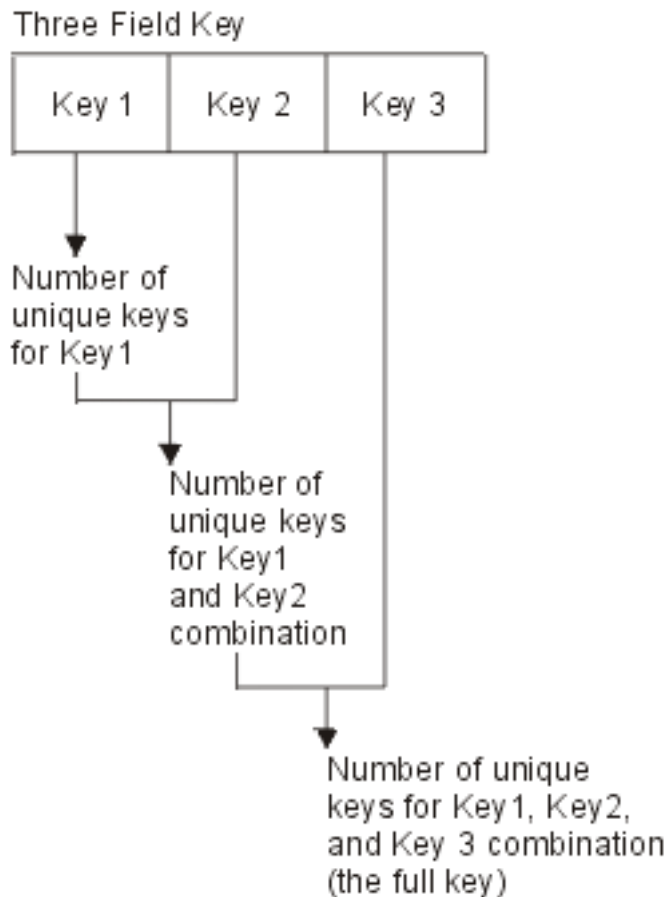 Three Field Key
Key 1
Key 2
Key 3
Number of
unique keys
for Key1
Number of
unique keys
for Key1
and Key2
combination
Number of unique
keys for Key1, Key2,
and Key 3 combination
(the full key)